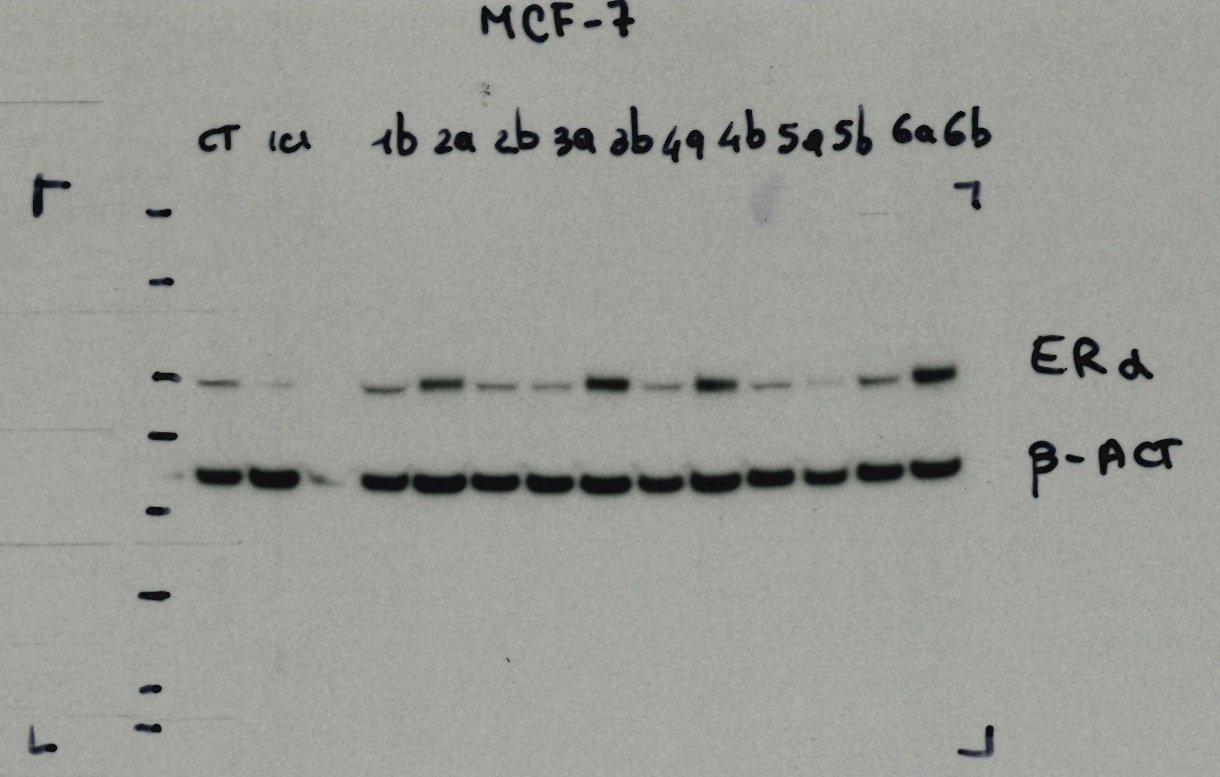 MCF-7
CT ICI 1b 2a 2b 3a 3b 4a 4b 5a 5b 6a 6b
ERα
β-ACT